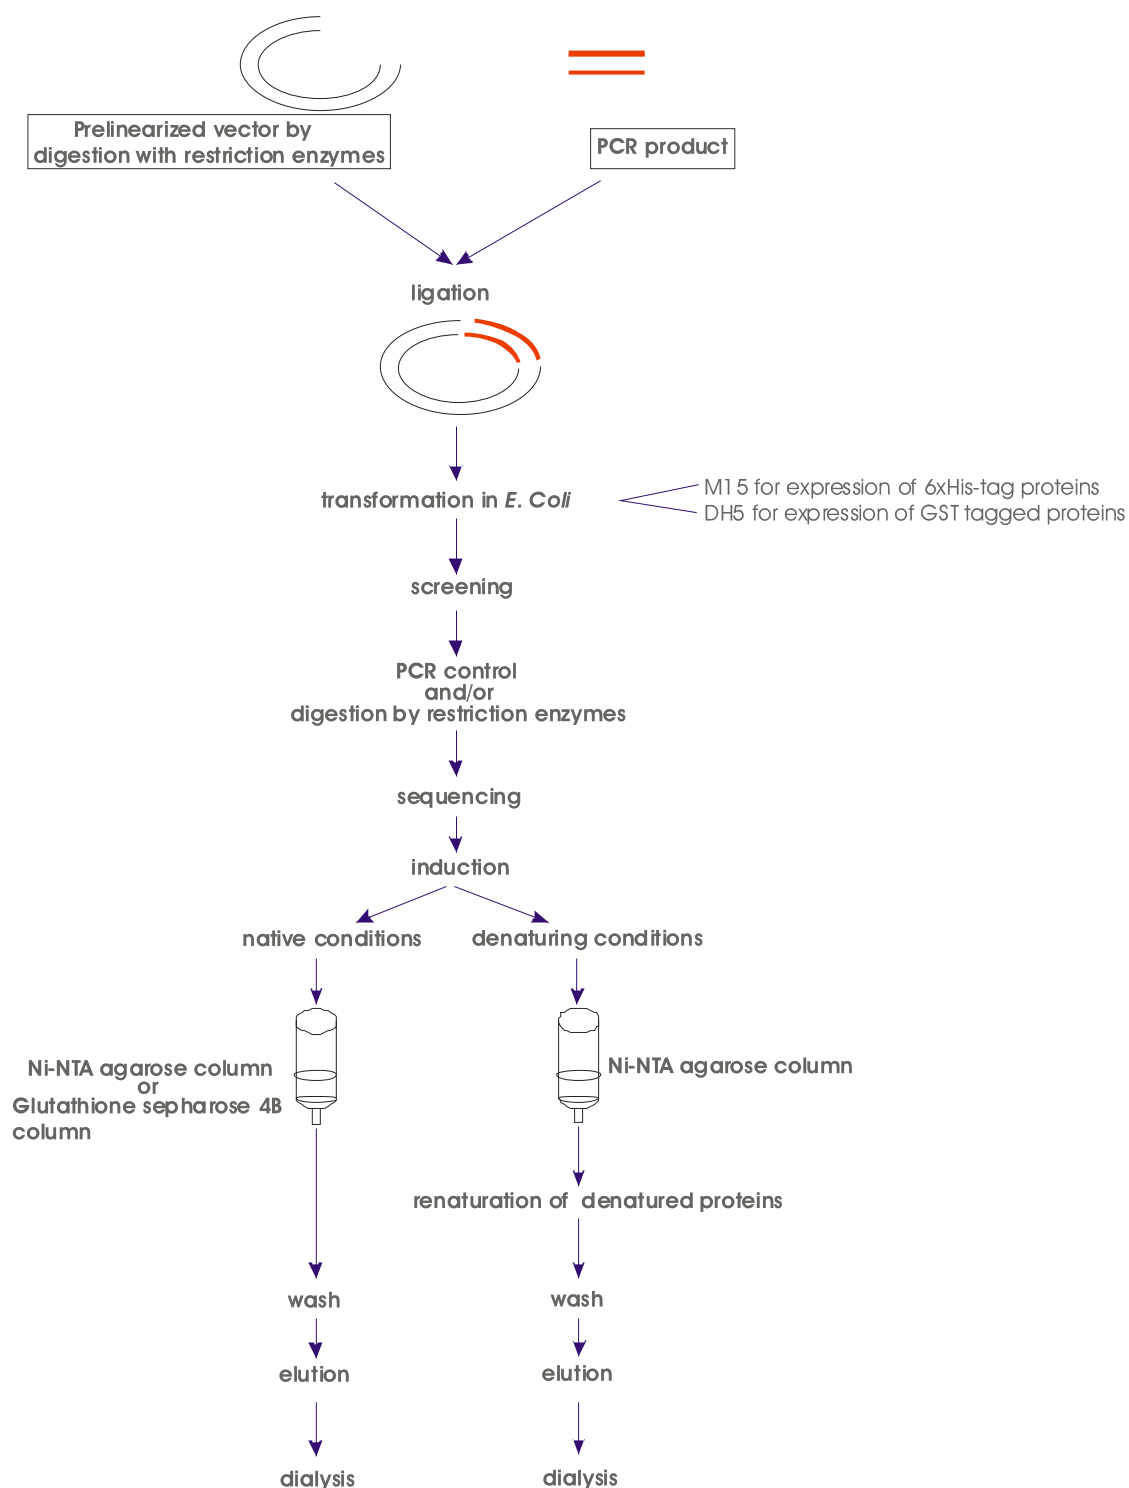 Prelinearized vector by
digestion with restriction enzymes
PCR product
ligation
transformation in E. Coli
M15 for expression of 6xHis-tag proteins
DH5 for expression of GST tagged proteins
screening
PCR control
and/or
digestion by restriction enzymes
sequencing
induction
native conditions
denaturing conditions
Ni-NTA agarose column
or
Glutathione sepharose 4B
column
Ni-NTA agarose column
renaturation of denatured proteins
wash
wash
elution
elution
dialysis
dialysis